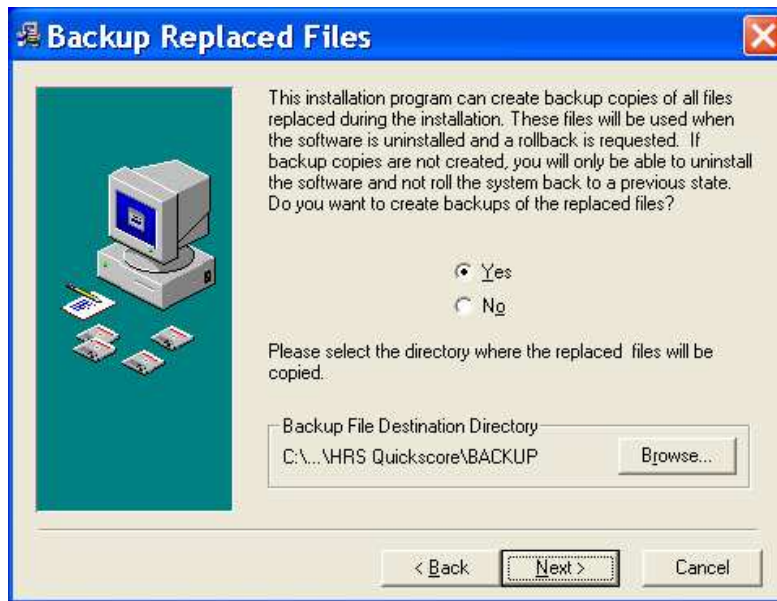 Backup Replaced Files
This installation program can create backup copies of all files
replaced during the installation. These files will be used when
the software is uninstalled and a rollback is requested.  If
backup copies are not created, you will only be able to uninstall
the software and not roll the system back to a previous state.
Do you want to create backups of the replaced files?
Yes
No
Please select the directory where the replaced  files will be
copied.
Backup File Destination Directory
C:\...\HRS Quickscore\BACKUP
Browse...
< Back
Next >
Cancel